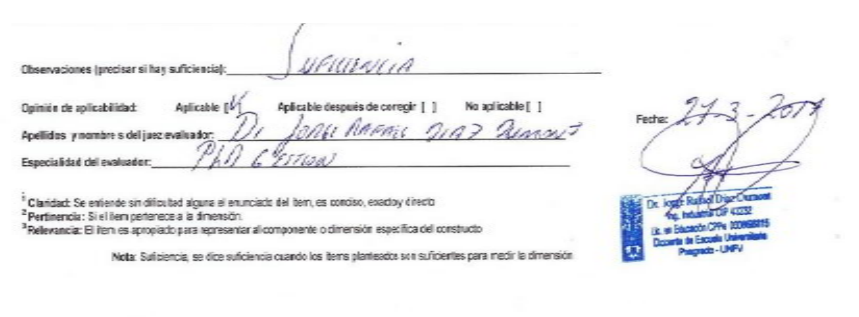 Observaciones (precisar si hay suficiencia): SUFICIENCIA
Opinión de aplicabilidad: Aplicable [✓] Aplicable después de corregir [ ] No aplicable [ ]
Apellidos y nombre s del juez evaluador: Dr JORGE RAFAEL DIAZ DUMONT
Especialidad del evaluador: PhD GESTION
Fecha: 27-3-2017
1 Claridad: Se entiende sin dificultad alguna el enunciado del ítem, es conciso, exacto y directo
2 Pertinencia: Si el ítem pertenece a la dimensión.
3 Relevancia: El ítem es apropiado para representar al componente o dimensión específica del constructo
Nota: Suficiencia, se dice suficiencia cuando los ítems planteados son suficientes para medir la dimensión
Dr. Jorge Rafael Diaz Dumont
Ing. Industrial CIP
Lic. en Educación CPPe
Docente de Escuela Universitaria
Posgrado - UNFV